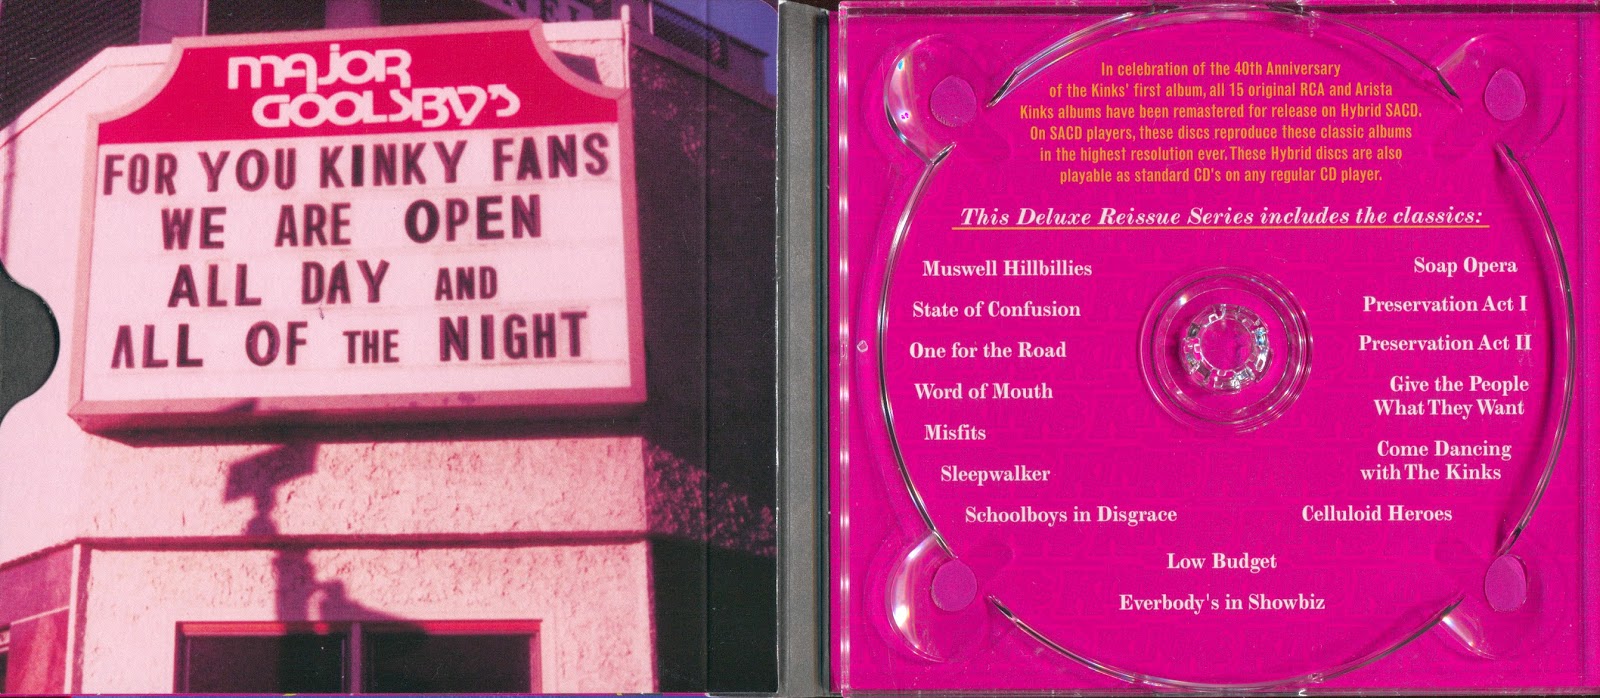 MAJOR
GOOLSBY'S
FOR YOU KINKY FANS
WE ARE OPEN
ALL DAY AND
ALL OF THE NIGHT
In celebration of the 40th Anniversary
of the Kinks' first album, all 15 original RCA and Arista
Kinks albums have been remastered for release on Hybrid SACD.
On SACD players, these discs reproduce these classic albums
in the highest resolution ever. These Hybrid discs are also
playable as standard CD's on any regular CD player.
This Deluxe Reissue Series includes the classics:
Muswell Hillbillies
State of Confusion
One for the Road
Word of Mouth
Misfits
Sleepwalker
Schoolboys in Disgrace
Soap Opera
Preservation Act I
Preservation Act II
Give the People
What They Want
Come Dancing
with The Kinks
Celluloid Heroes
Low Budget
Everbody's in Showbiz